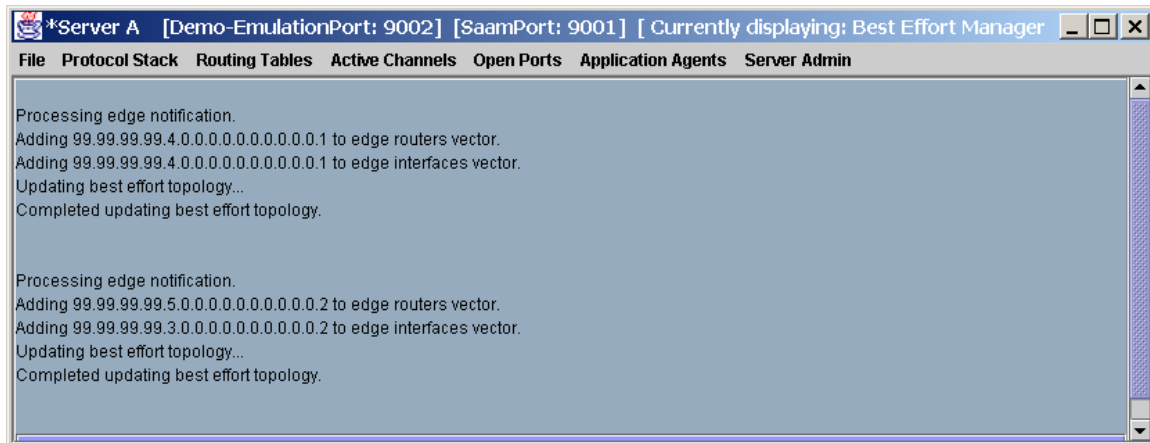 *Server A [Demo-EmulationPort: 9002] [SaamPort: 9001] [ Currently displaying: Best Effort Manager
File Protocol Stack Routing Tables Active Channels Open Ports Application Agents Server Admin
Processing edge notification.
Adding 99.99.99.99.4.0.0.0.0.0.0.0.0.0.0.1 to edge routers vector.
Adding 99.99.99.99.4.0.0.0.0.0.0.0.0.0.0.1 to edge interfaces vector.
Updating best effort topology...
Completed updating best effort topology.
Processing edge notification.
Adding 99.99.99.99.5.0.0.0.0.0.0.0.0.0.0.2 to edge routers vector.
Adding 99.99.99.99.3.0.0.0.0.0.0.0.0.0.0.2 to edge interfaces vector.
Updating best effort topology...
Completed updating best effort topology.